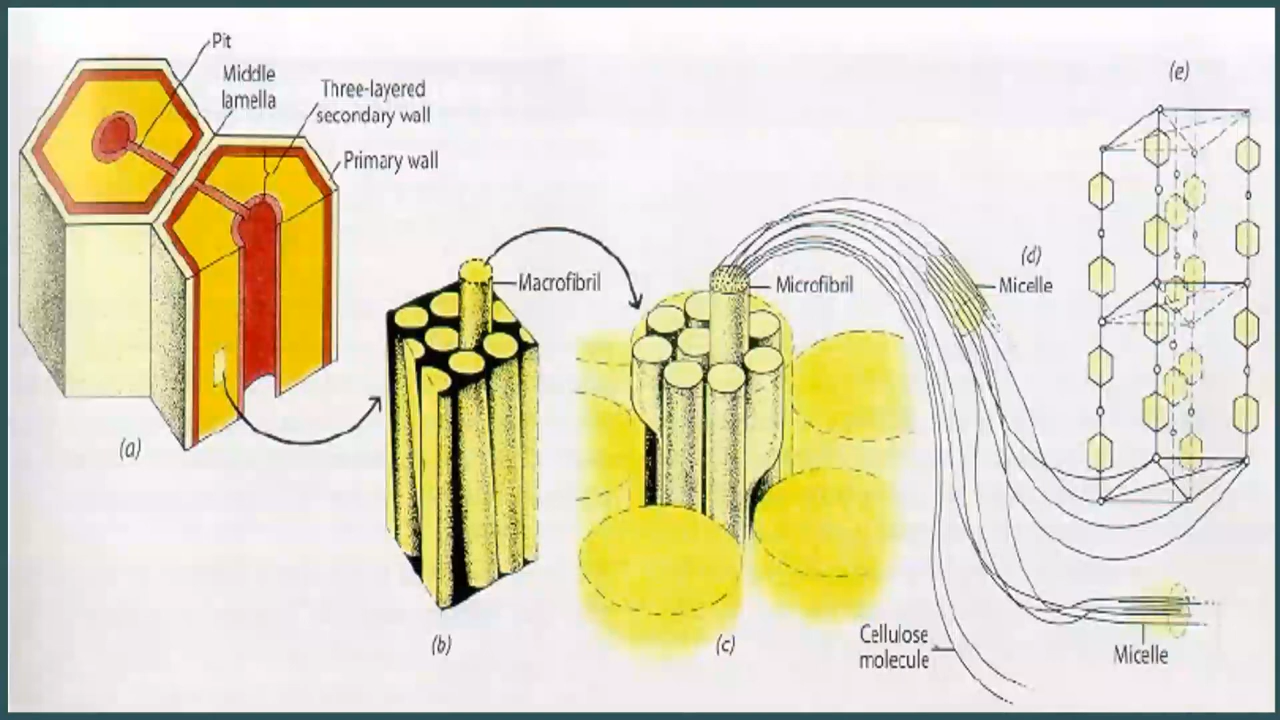 Pit
Middle
lamella
Three-layered
secondary wall
Primary wall
(a)
Macrofibril
(b)
Microfibril
(c)
(d)
Micelle
(e)
Cellulose
molecule
Micelle